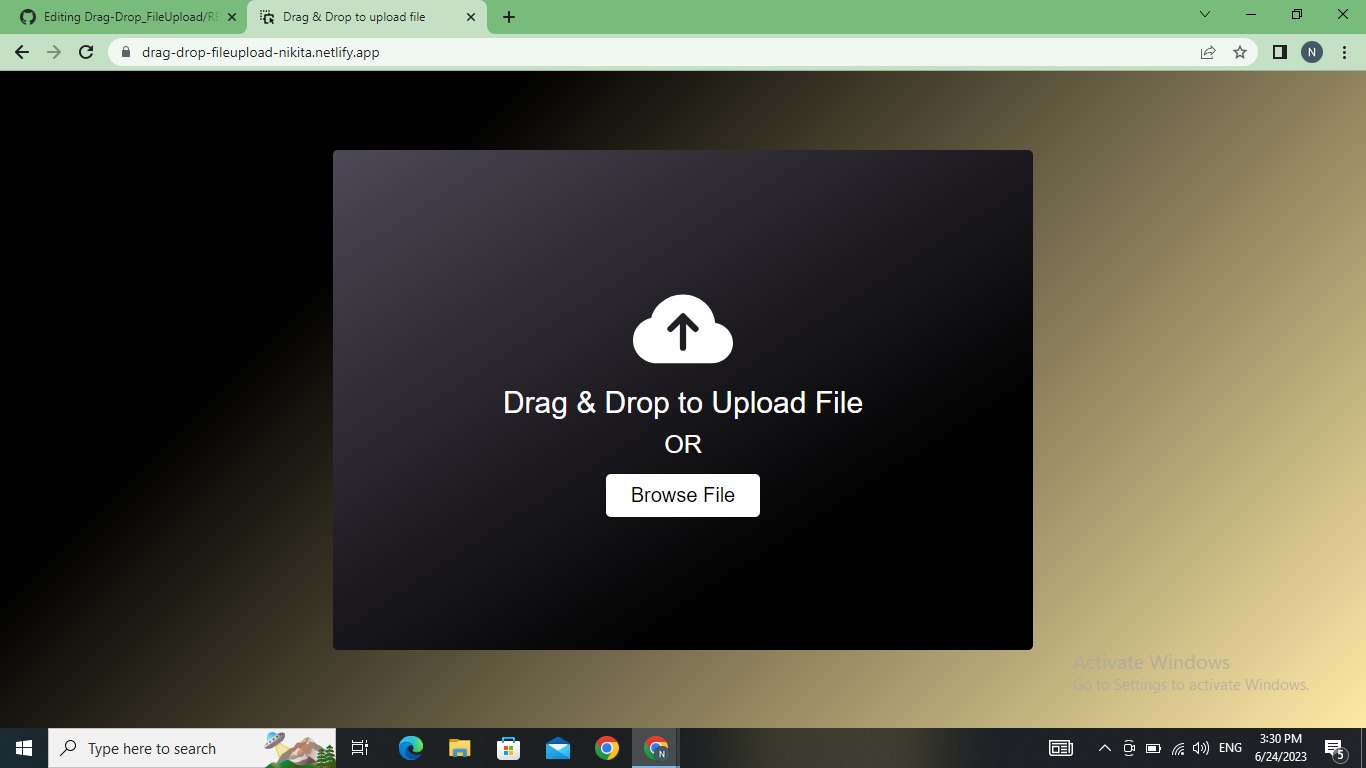 Editing Drag-Drop_FileUpload/RE
Drag & Drop to upload file
drag-drop-fileupload-nikita.netlify.app
N
Drag & Drop to Upload File
OR
Browse File
Activate Windows
Go to Settings to activate Windows.
Type here to search
N
ENG
3:30 PM
6/24/2023
5